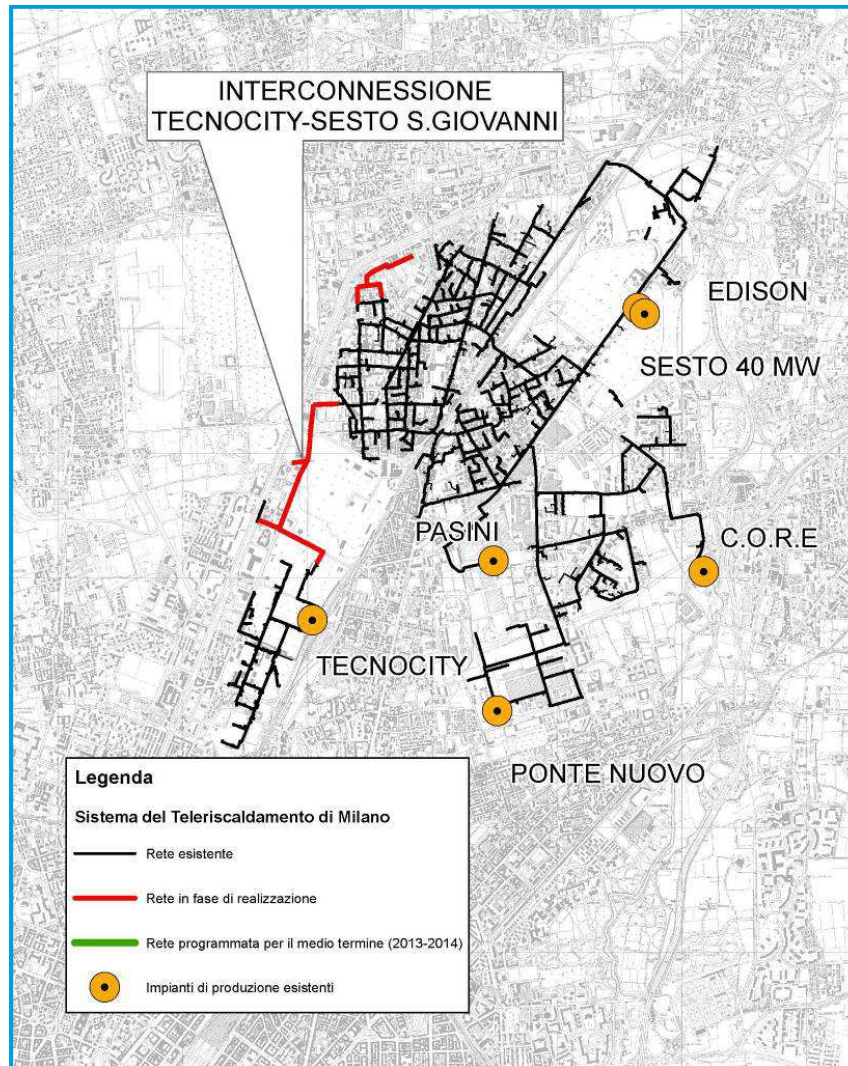 INTERCONNESSIONE
TECNOCITY-SESTO S.GIOVANNI
EDISON
SESTO 40 MW
PASINI
C.O.R.E
TECNOCITY
PONTE NUOVO
Legenda
Sistema del Teleriscaldamento di Milano
Rete esistente
Rete in fase di realizzazione
Rete programmata per il medio termine (2013-2014)
Impianti di produzione esistenti